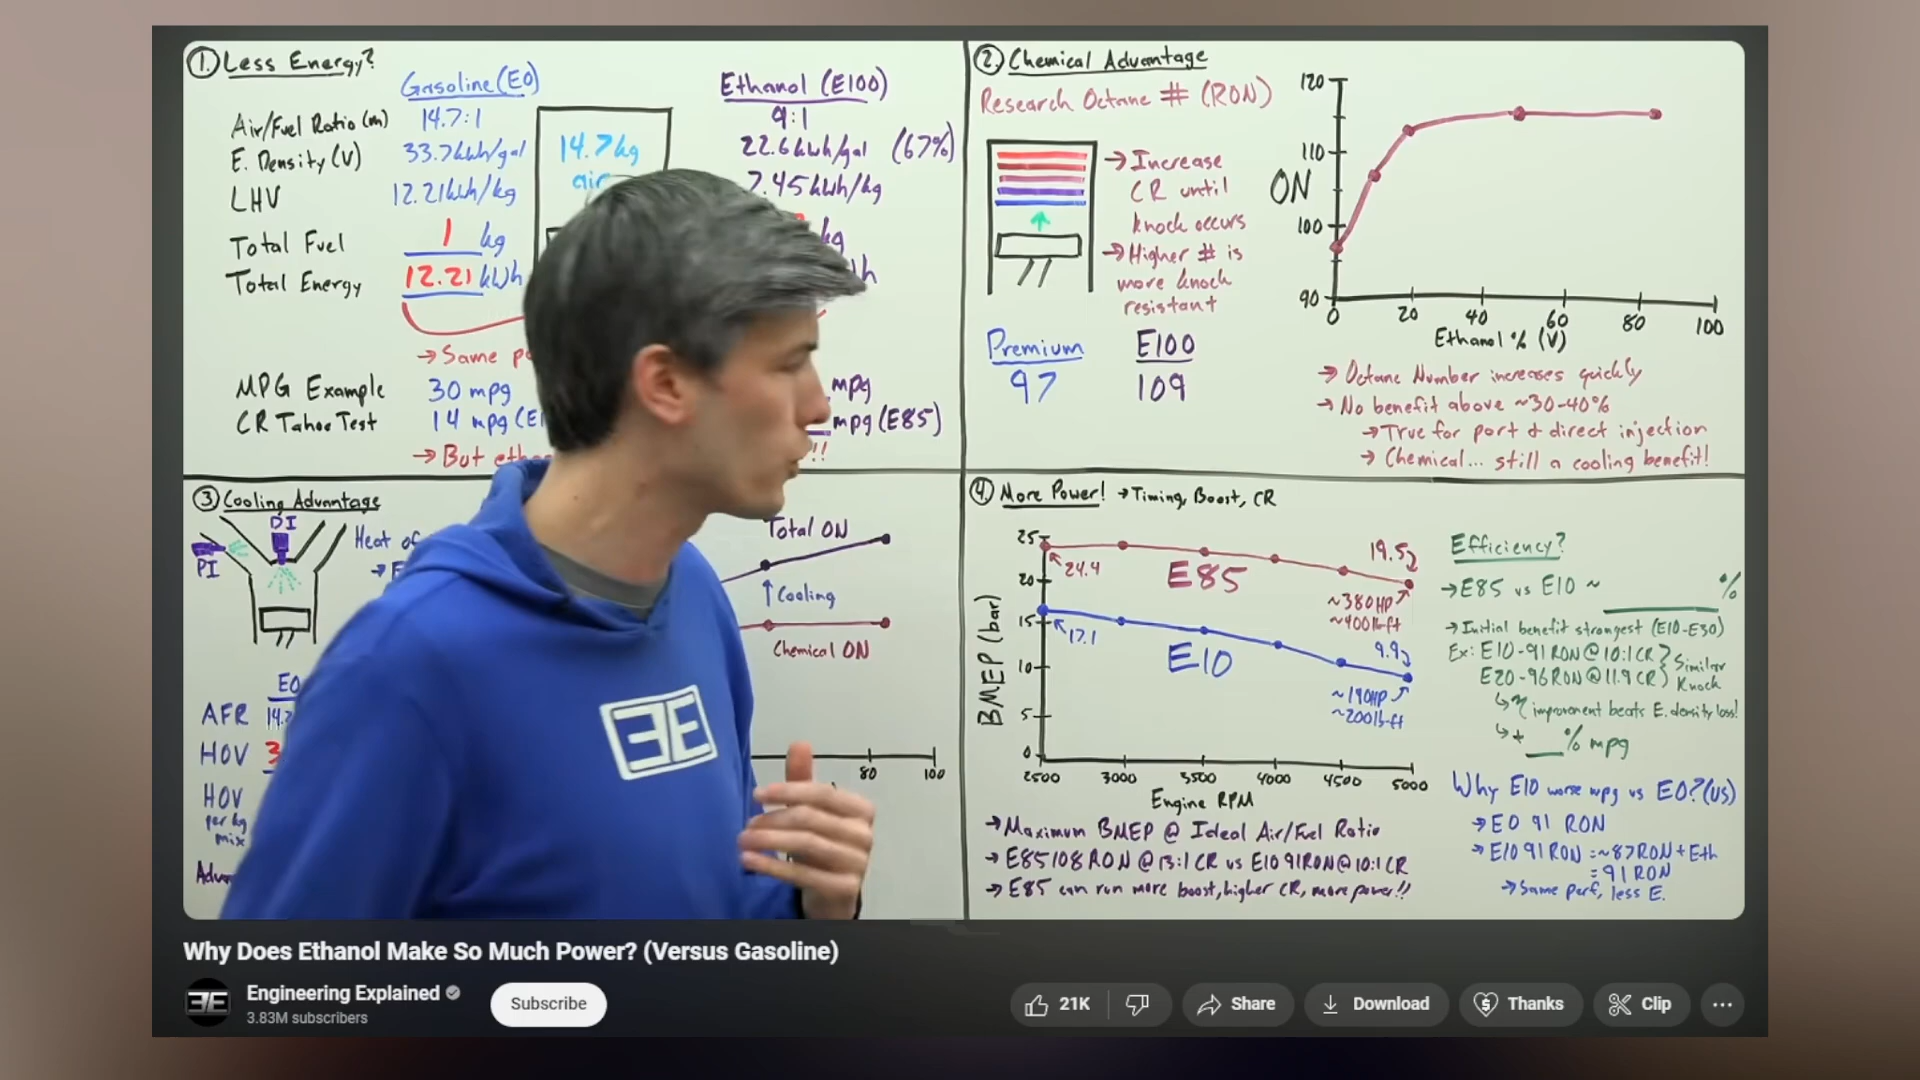 1. Less Energy?
Gasoline (E0)
Ethanol (E100)
Air/Fuel Ratio (m)
14.7:1
9:1
E. Density (V)
33.7kWh/gal
22.6kWh/gal (67%)
LHV
12.21kWh/kg
7.45kWh/kg
14.7kg
air
Total Fuel
1 kg
kg
Total Energy
12.21 kWh
→ Same
MPG Example
30 mpg
mpg
CR Tahoe Test
14 mpg
mpg (E85)
→ But
!!
2. Chemical Advantage
Research Octane # (RON)
→ Increase
CR until
knock occurs
→ Higher # is
more knock
resistant
Premium
97
E100
109
120
110
ON
100
90
0 20 40 60 80 100
Ethanol % (V)
→ Octane Number increases quickly
→ No benefit above ~30-40%
→ True for port & direct injection
→ Chemical... still a cooling benefit!
3 Cooling Advantage
DI
PI
Heat of
Total ON
↑ Cooling
Chemical ON
80 100
E0
AFR
HOV
HOV
per kg
mix
4. More Power! → Timing, Boost, CR
25
20
15
10
5
0
BMEP (bar)
24.4
E85
19.5
~380HP
~400lb-ft
17.1
E10
9.9
~190HP
~200lb-ft
2500 3000 3500 4000 4500 5000
Engine RPM
→ Maximum BMEP @ Ideal Air/Fuel Ratio
→ E85 108 RON @ 13:1 CR vs E10 91RON @ 10:1 CR
→ E85 can run more boost, higher CR, more power!!
Efficiency?
→ E85 vs E10 ~ ____ %
→ Initial benefit strongest (E10-E30)
Ex: E10-91 RON @ 10:1 CR
E20-96 RON @ 11.9 CR
Similar
Knock
η improvment beats E. density loss!
+ __% mpg
Why E10 worse mpg vs E0? (US)
→ E0 91 RON
→ E10 91 RON = ~87RON + Eth
= 91 RON
→ Same perf, less E.
3E
Why Does Ethanol Make So Much Power? (Versus Gasoline)
Engineering Explained
3.83M subscribers
Subscribe
21K
Share
Download
Thanks
Clip